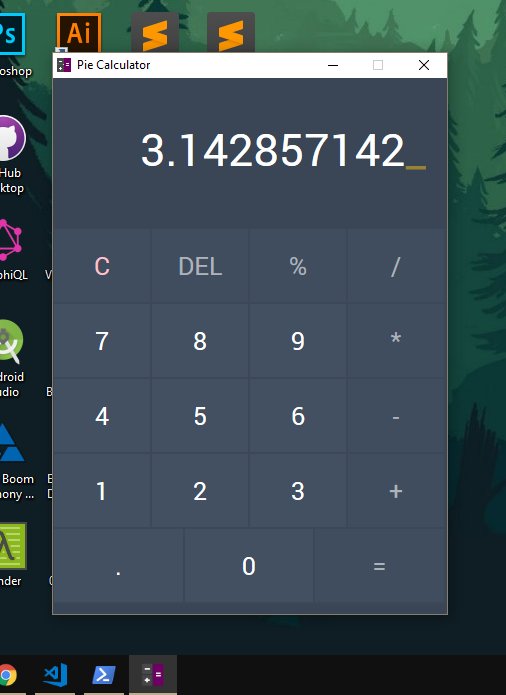 Ps
Ai
oshop
Pie Calculator
3.142857142_
Hub
ktop
C DEL % /
phiQL
V
7 8 9 *
droid
udio
B
4 5 6 -
Boom
mony ...
E
D
1 2 3 +
. 0 =
nder